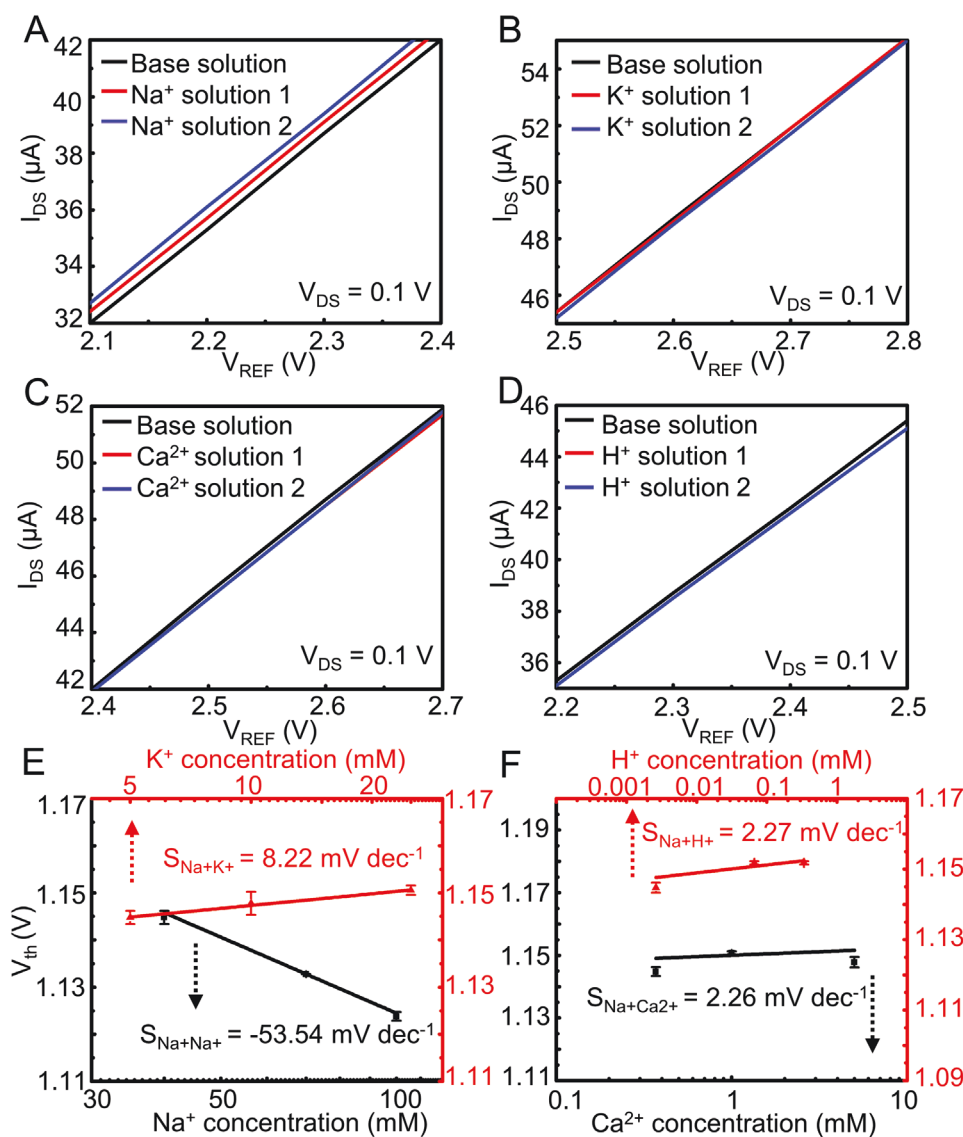 A
42
40
38
36
34
32
I_DS (µA)
Base solution
Na⁺ solution 1
Na⁺ solution 2
V_DS = 0.1 V
2.1 2.2 2.3 2.4
V_REF (V)
B
54
52
50
48
46
I_DS (µA)
Base solution
K⁺ solution 1
K⁺ solution 2
V_DS = 0.1 V
2.5 2.6 2.7 2.8
V_REF (V)
C
52
50
48
46
44
42
I_DS (µA)
Base solution
Ca²⁺ solution 1
Ca²⁺ solution 2
V_DS = 0.1 V
2.4 2.5 2.6 2.7
V_REF (V)
D
46
44
42
40
38
36
I_DS (µA)
Base solution
H⁺ solution 1
H⁺ solution 2
V_DS = 0.1 V
2.2 2.3 2.4 2.5
V_REF (V)
E
K⁺ concentration (mM)
5 10 20
1.17
1.15
1.13
1.11
V_th (V)
S_Na+K+ = 8.22 mV dec⁻¹
S_Na+Na+ = -53.54 mV dec⁻¹
1.17
1.15
1.13
1.11
30 40 100
Na⁺ concentration (mM)
F
H⁺ concentration (mM)
0.001 0.01 0.1 1
1.19
1.17
1.15
1.13
1.11
S_Na+H+ = 2.27 mV dec⁻¹
S_Na+Ca2+ = 2.26 mV dec⁻¹
1.17
1.15
1.13
1.11
1.09
0.1 1 10
Ca²⁺ concentration (mM)